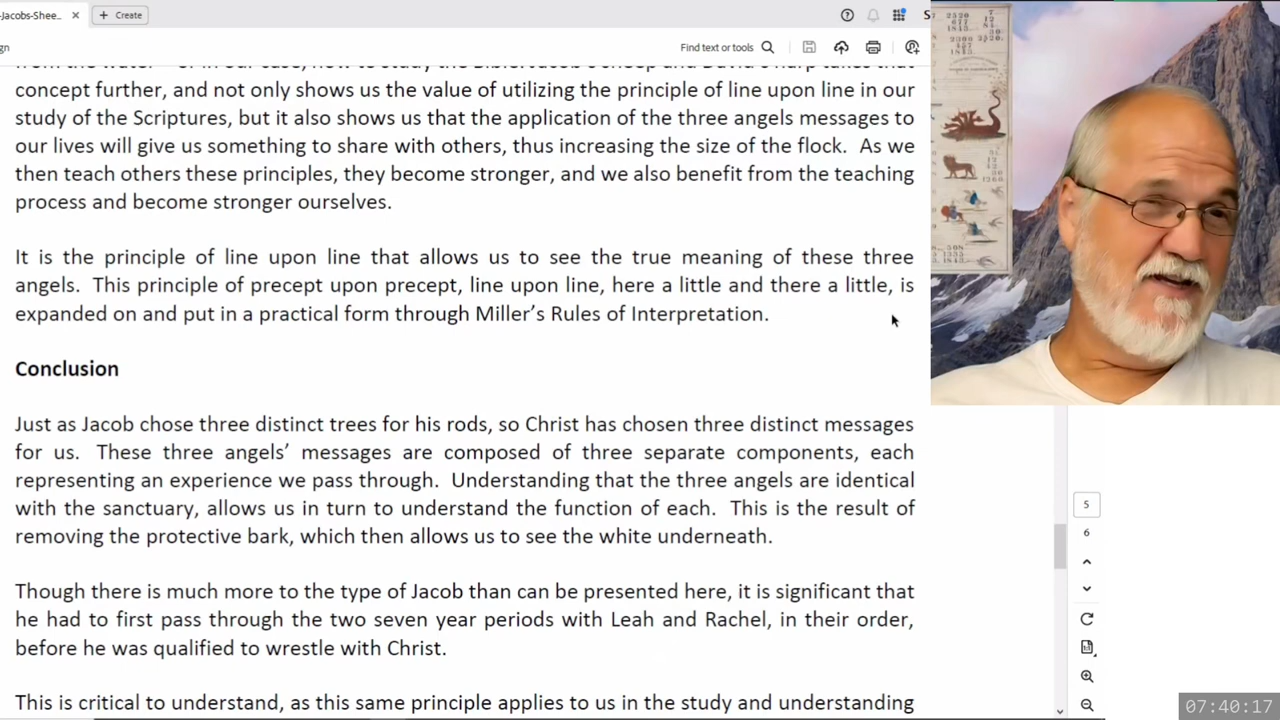 -Jacobs-Shee...
Create
gn
Find text or tools
concept further, and not only shows us the value of utilizing the principle of line upon line in our
study of the Scriptures, but it also shows us that the application of the three angels messages to
our lives will give us something to share with others, thus increasing the size of the flock. As we
then teach others these principles, they become stronger, and we also benefit from the teaching
process and become stronger ourselves.
It is the principle of line upon line that allows us to see the true meaning of these three
angels. This principle of precept upon precept, line upon line, here a little and there a little, is
expanded on and put in a practical form through Miller's Rules of Interpretation.
Conclusion
Just as Jacob chose three distinct trees for his rods, so Christ has chosen three distinct messages
for us. These three angels' messages are composed of three separate components, each
representing an experience we pass through. Understanding that the three angels are identical
with the sanctuary, allows us in turn to understand the function of each. This is the result of
removing the protective bark, which then allows us to see the white underneath.
Though there is much more to the type of Jacob than can be presented here, it is significant that
he had to first pass through the two seven year periods with Leah and Rachel, in their order,
before he was qualified to wrestle with Christ.
This is critical to understand, as this same principle applies to us in the study and understanding
5
6
2520
677
1843
2300
457
1843
508
1335
1843
07:40:17